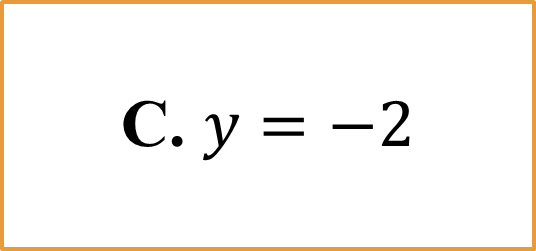 C. y = −2